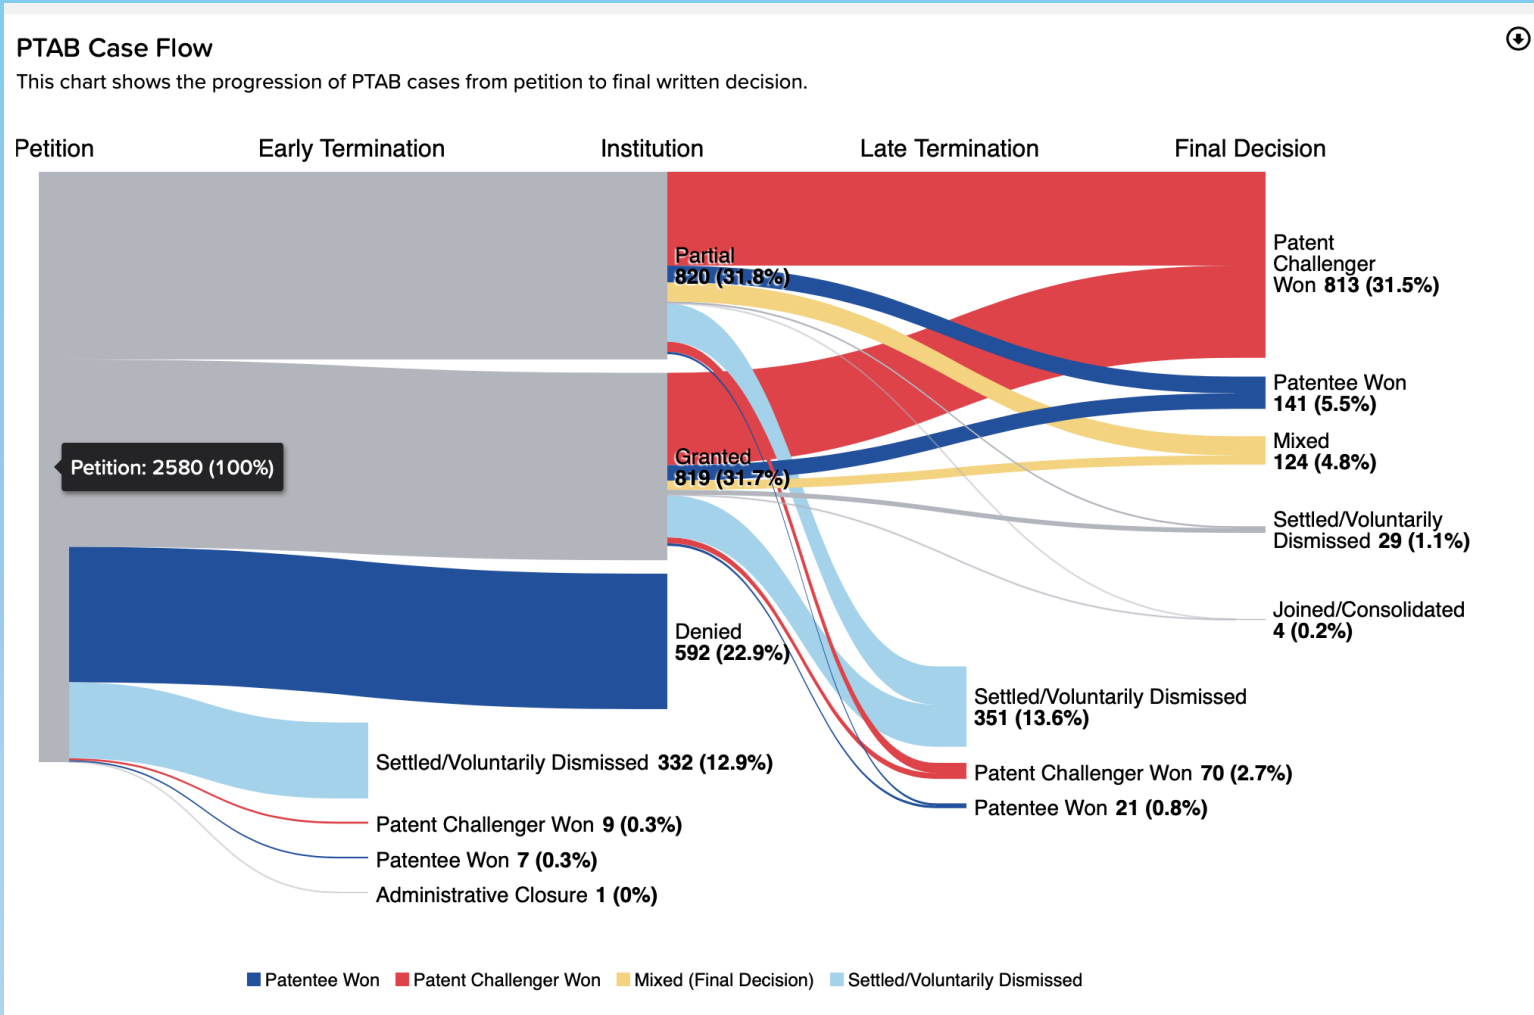 PTAB Case Flow
This chart shows the progression of PTAB cases from petition to final written decision.
Petition
Early Termination
Institution
Late Termination
Final Decision
Partial
820 (31.8%)
Patent
Challenger
Won 813 (31.5%)
Patentee Won
141 (5.5%)
Mixed
124 (4.8%)
Petition: 2580 (100%)
Granted
819 (31.7%)
Settled/Voluntarily
Dismissed 29 (1.1%)
Joined/Consolidated
4 (0.2%)
Denied
592 (22.9%)
Settled/Voluntarily Dismissed
351 (13.6%)
Settled/Voluntarily Dismissed 332 (12.9%)
Patent Challenger Won 70 (2.7%)
Patentee Won 21 (0.8%)
Patent Challenger Won 9 (0.3%)
Patentee Won 7 (0.3%)
Administrative Closure 1 (0%)
Patentee Won
Patent Challenger Won
Mixed (Final Decision)
Settled/Voluntarily Dismissed